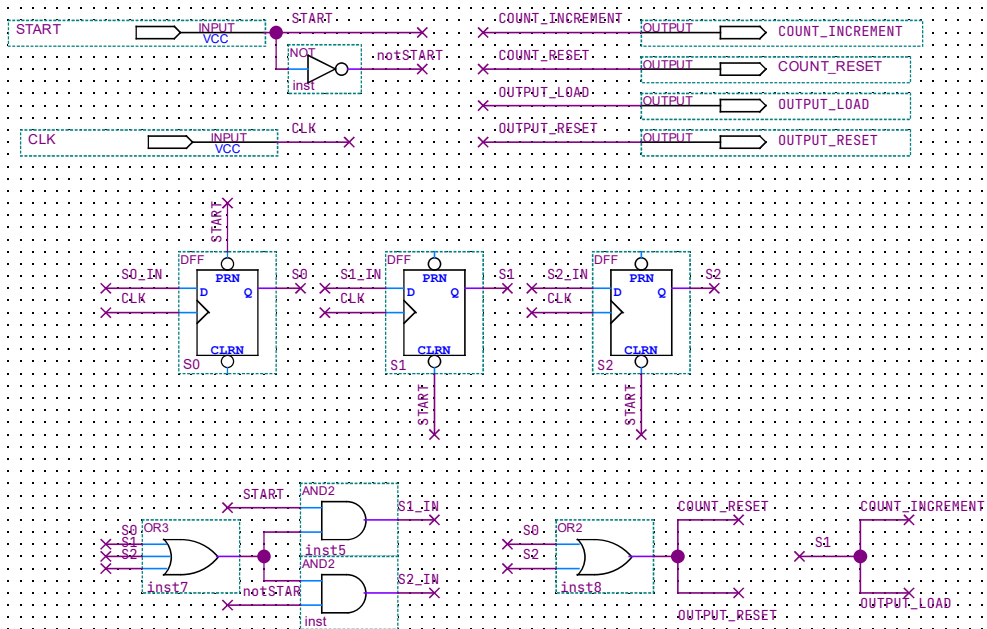 START
INPUT
VCC
START
NOT
inst
notSTART
CLK
INPUT
VCC
CLK
COUNT_INCREMENT
OUTPUT
COUNT_INCREMENT
COUNT_RESET
OUTPUT
COUNT_RESET
OUTPUT_LOAD
OUTPUT
OUTPUT_LOAD
OUTPUT_RESET
OUTPUT
OUTPUT_RESET
START
DFF
S0_IN
CLK
PRN
D
Q
CLRN
S0
S0
DFF
S1_IN
CLK
PRN
D
Q
CLRN
S1
S1
START
DFF
S2_IN
CLK
PRN
D
Q
CLRN
S2
S2
START
S0
S1
S2
OR3
inst7
START
AND2
inst5
S1_IN
notSTAR
AND2
inst
S2_IN
S0
S2
OR2
inst8
COUNT_RESET
OUTPUT_RESET
S1
COUNT_INCREMENT
OUTPUT_LOAD